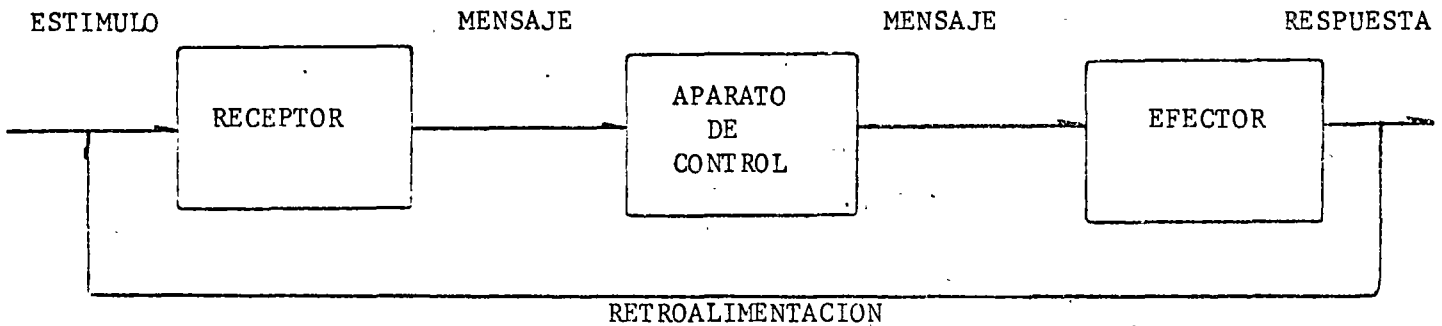 ESTIMULO
MENSAJE
MENSAJE
RESPUESTA
RECEPTOR
APARATO
DE
CONTROL
EFECTOR
RETROALIMENTACION